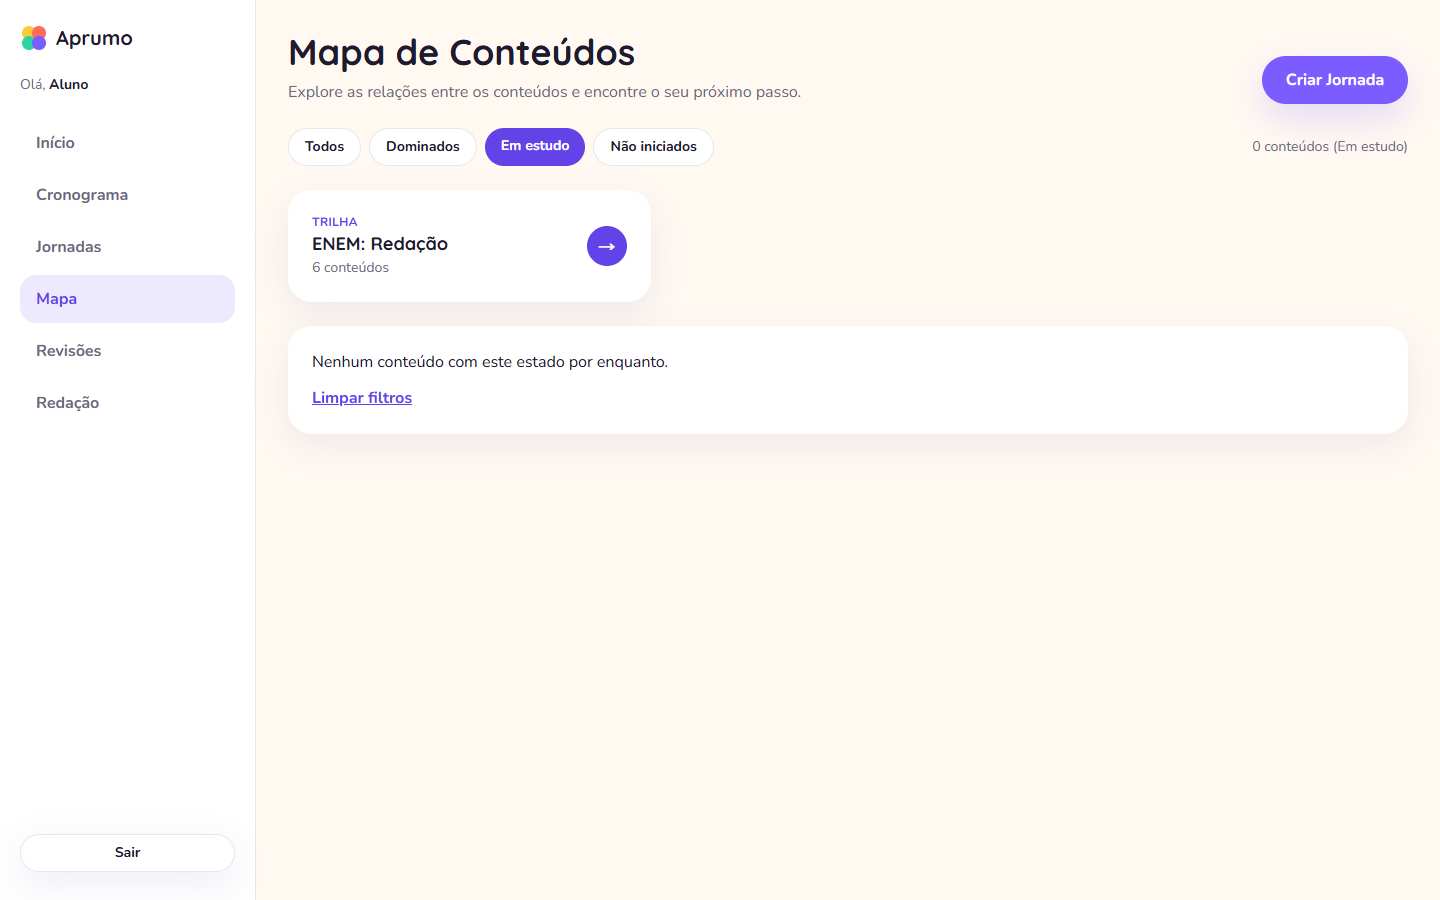 Aprumo
Olá, Aluno
Início
Cronograma
Jornadas
Mapa
Revisões
Redação
Sair
Mapa de Conteúdos
Explore as relações entre os conteúdos e encontre o seu próximo passo.
Criar Jornada
Todos
Dominados
Em estudo
Não iniciados
0 conteúdos (Em estudo)
TRILHA
ENEM: Redação
6 conteúdos
→
Nenhum conteúdo com este estado por enquanto.
Limpar filtros